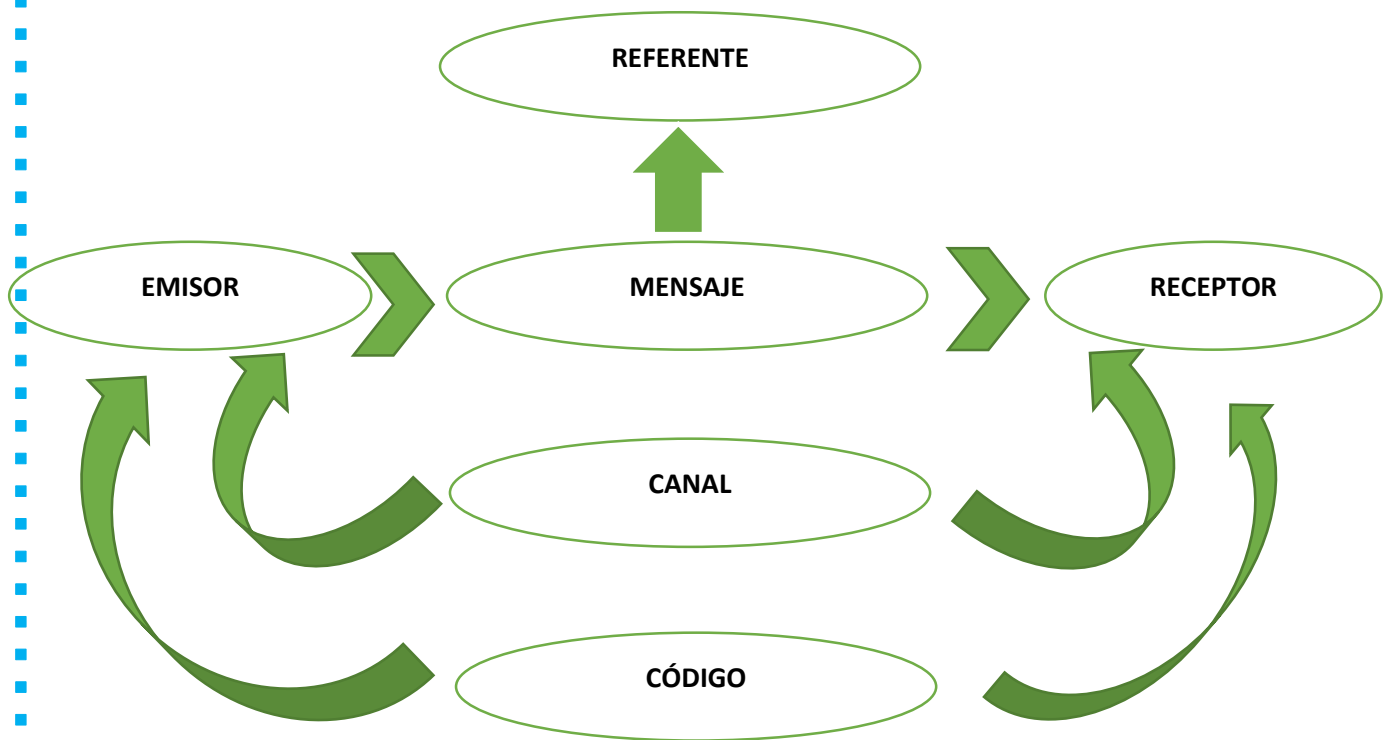 REFERENTE
EMISOR
MENSAJE
RECEPTOR
CANAL
CÓDIGO